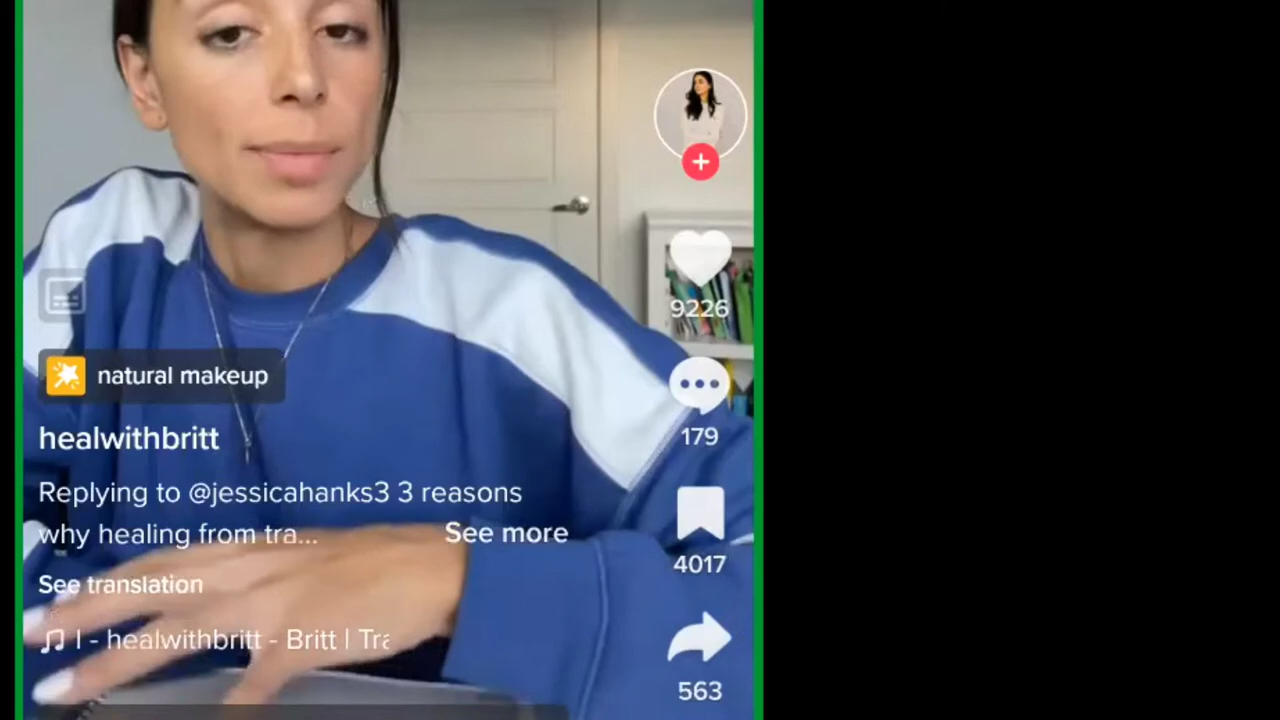 9226
natural makeup
179
healwithbritt
Replying to @jessicahanks3 3 reasons
why healing from tra... See more
4017
See translation
l - healwithbritt - Britt | Tra
563